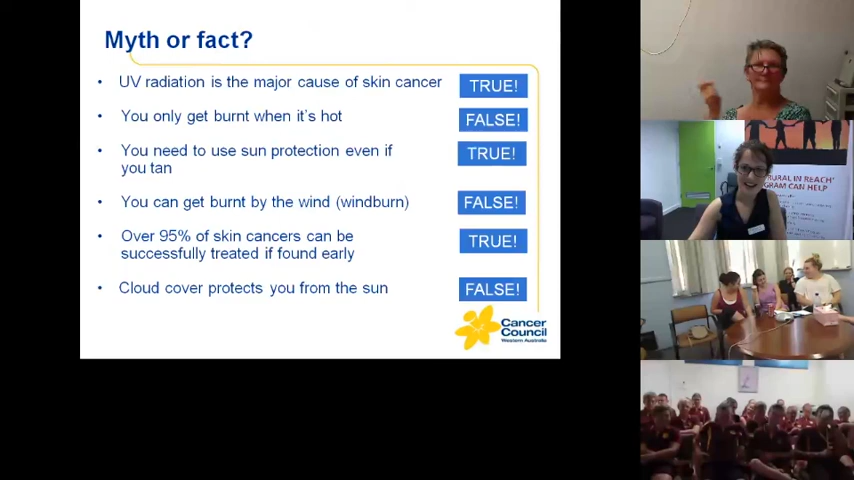 Myth or fact?
• UV radiation is the major cause of skin cancer TRUE!
• You only get burnt when it's hot FALSE!
• You need to use sun protection even if TRUE!
you tan
• You can get burnt by the wind (windburn) FALSE!
• Over 95% of skin cancers can be TRUE!
successfully treated if found early
• Cloud cover protects you from the sun FALSE!
Cancer
Council
Western Australia
RURAL IN REACH'
GRAM CAN HELP